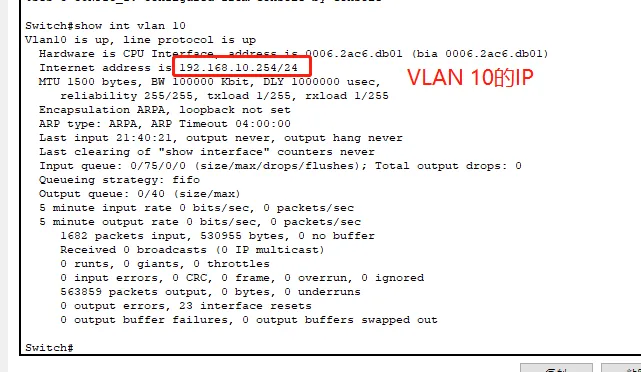 Switch#show int vlan 10
Vlan10 is up, line protocol is up
Hardware is CPU Interface, address is 0006.2ac6.db01 (bia 0006.2ac6.db01)
Internet address is 192.168.10.254/24
VLAN 10的IP
MTU 1500 bytes, BW 100000 Kbit, DLY 1000000 usec,
reliability 255/255, txload 1/255, rxload 1/255
Encapsulation ARPA, loopback not set
ARP type: ARPA, ARP Timeout 04:00:00
Last input 21:40:21, output never, output hang never
Last clearing of "show interface" counters never
Input queue: 0/75/0/0 (size/max/drops/flushes); Total output drops: 0
Queueing strategy: fifo
Output queue: 0/40 (size/max)
5 minute input rate 0 bits/sec, 0 packets/sec
5 minute output rate 0 bits/sec, 0 packets/sec
1682 packets input, 530955 bytes, 0 no buffer
Received 0 broadcasts (0 IP multicast)
0 runts, 0 giants, 0 throttles
0 input errors, 0 CRC, 0 frame, 0 overrun, 0 ignored
563859 packets output, 0 bytes, 0 underruns
0 output errors, 23 interface resets
0 output buffer failures, 0 output buffers swapped out
Switch#